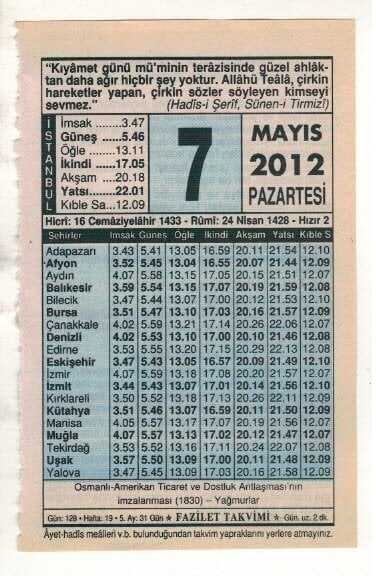 “Kıyâmet günü mü'minin terâzisinde güzel ahlâk-
tan daha ağır hiçbir şey yoktur. Allâhü Teâlâ, çirkin
hareketler yapan, çirkin sözler söyleyen kimseyi
sevmez.” (Hadîs-i Şerîf, Sünen-i Tirmizî)
İSTANBUL
İmsak ........3.47
Güneş ......5.46
Öğle ........13.11
İkindi ......17.05
Akşam ...20.18
Yatsı.......22.01
Kıble Sa...12.09
7
MAYIS
2012
PAZARTESİ
Hicrî: 16 Cemâziyelâhir 1433 - Rûmî: 24 Nisan 1428 - Hızır 2
Şehirler İmsak Güneş Öğle İkindi Akşam Yatsı Kıble S
Adapazarı 3.43 5.41 13.05 16.59 20.11 21.54 12.10
Afyon 3.52 5.45 13.04 16.55 20.07 21.44 12.09
Aydın 4.07 5.58 13.15 17.05 20.15 21.51 12.07
Balıkesir 3.59 5.54 13.15 17.07 20.19 21.59 12.08
Bilecik 3.47 5.44 13.07 17.00 20.12 21.53 12.10
Bursa 3.51 5.47 13.10 17.03 20.16 21.57 12.09
Çanakkale 4.02 5.59 13.21 17.14 20.26 22.06 12.07
Denizli 4.02 5.53 13.10 17.00 20.10 21.46 12.08
Edirne 3.53 5.55 13.20 17.15 20.29 22.13 12.08
Eskişehir 3.47 5.43 13.05 16.57 20.09 21.49 12.10
İzmir 4.07 5.59 13.18 17.08 20.20 21.57 12.07
İzmit 3.44 5.43 13.07 17.01 20.14 21.56 12.10
Kırklareli 3.50 5.52 13.18 17.13 20.26 22.11 12.09
Kütahya 3.51 5.46 13.07 16.59 20.11 21.50 12.09
Manisa 4.05 5.57 13.17 17.07 20.19 21.56 12.07
Muğla 4.07 5.57 13.13 17.02 20.12 21.47 12.07
Tekirdağ 3.53 5.52 13.16 17.11 20.24 22.07 12.08
Uşak 3.57 5.50 13.09 17.00 20.11 21.48 12.09
Yalova 3.47 5.45 13.09 17.03 20.16 21.58 12.09
Osmanlı-Amerikan Ticaret ve Dostluk Antlaşması'nın
imzalanması (1830) – Yağmurlar
Gün: 128 • Hafta: 19 • 5. Ay: 31 Gün ★ FAZİLET TAKVİMİ ★ Gün. uz. 2 dk.
Âyet-hadîs meâlleri v.b. bulunduğundan takvim yapraklarını yerlere atmayınız.